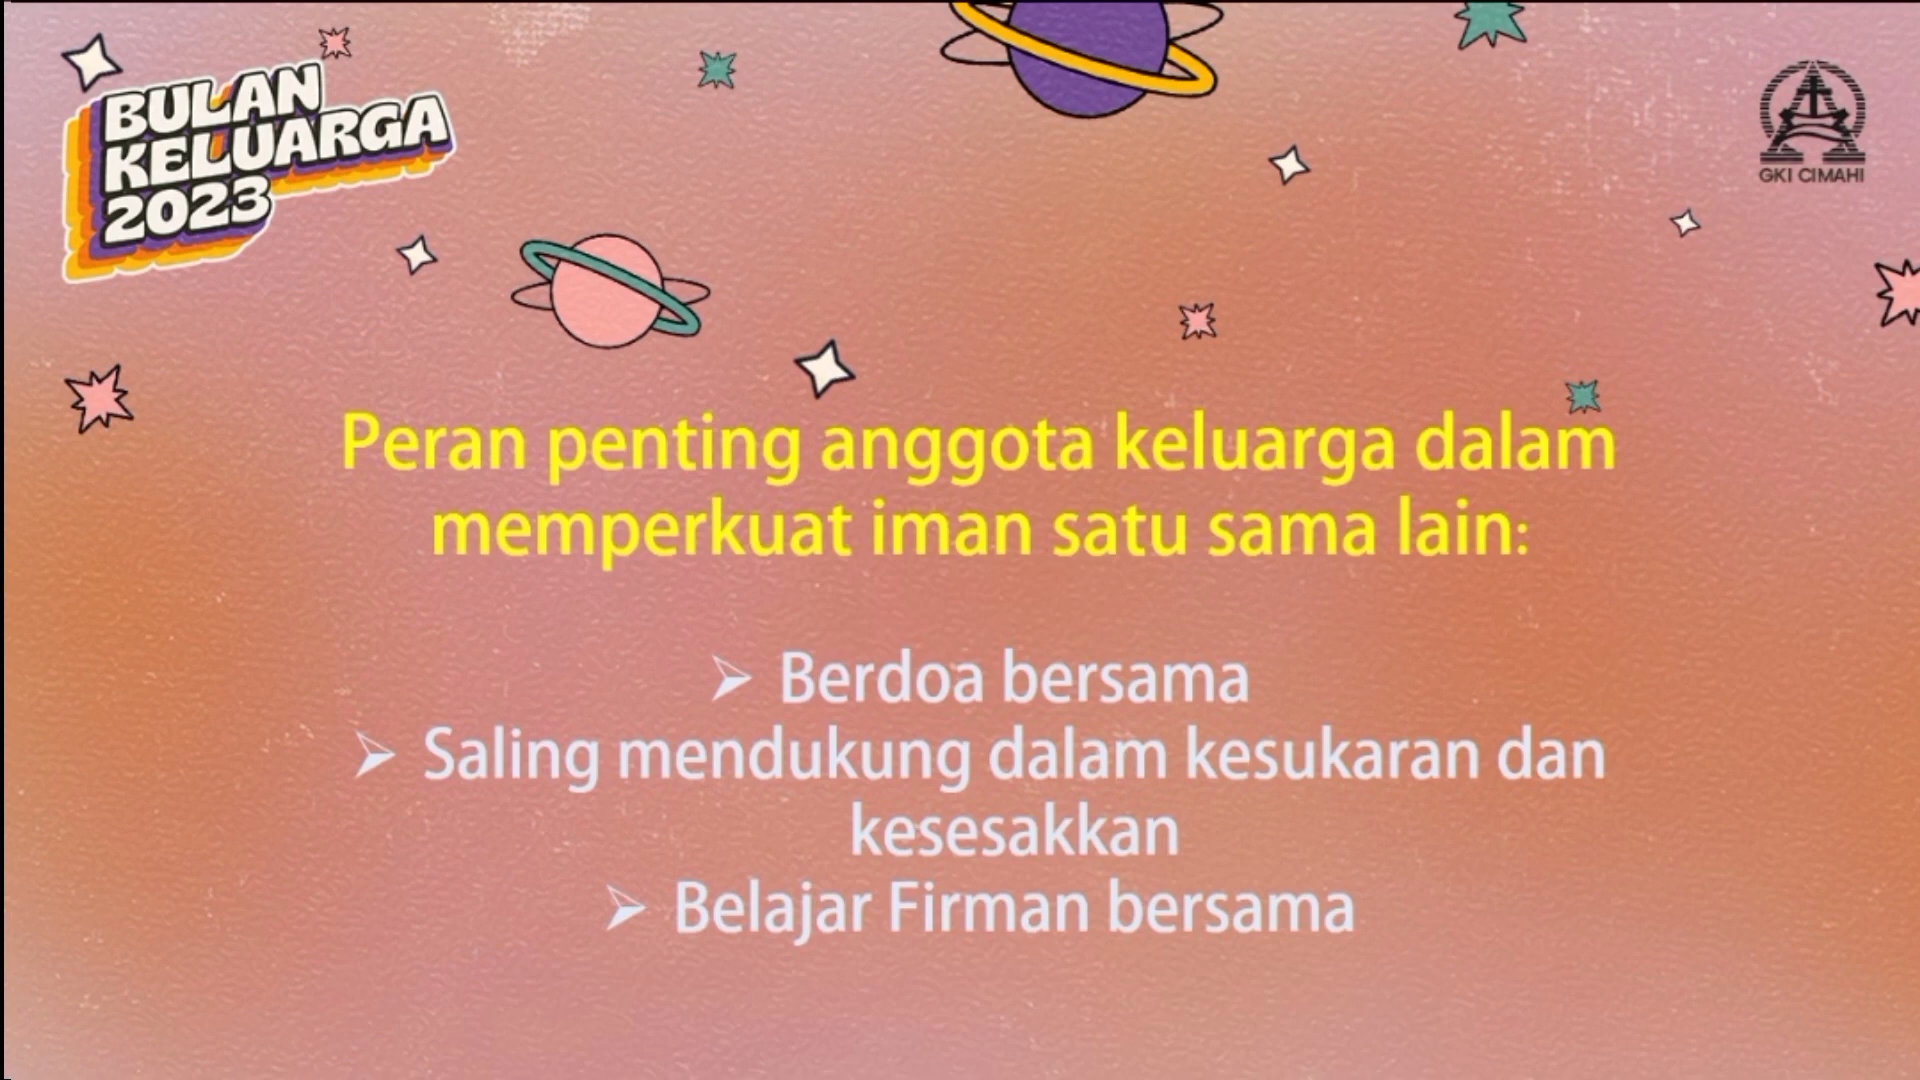 BULAN
KELUARGA
2023
GKI CIMAHI
Peran penting anggota keluarga dalam
memperkuat iman satu sama lain:
➢ Berdoa bersama
➢ Saling mendukung dalam kesukaran dan
kesesakkan
➢ Belajar Firman bersama